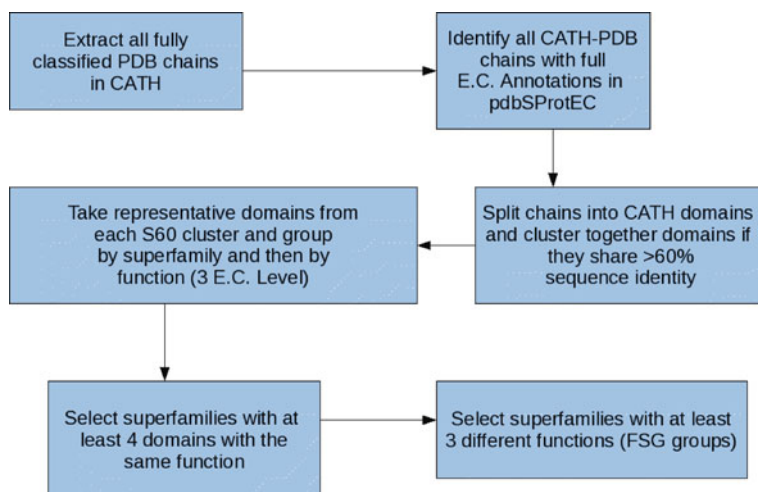 Extract all fully
classified PDB chains
in CATH
Identify all CATH-PDB
chains with full
E.C. Annotations in
pdbSProtEC
Split chains into CATH domains
and cluster together domains if
they share >60%
sequence identity
Take representative domains from
each S60 cluster and group
by superfamily and then by
function (3 E.C. Level)
Select superfamilies with at
least 4 domains with the
same function
Select superfamilies with at least
3 different functions (FSG groups)